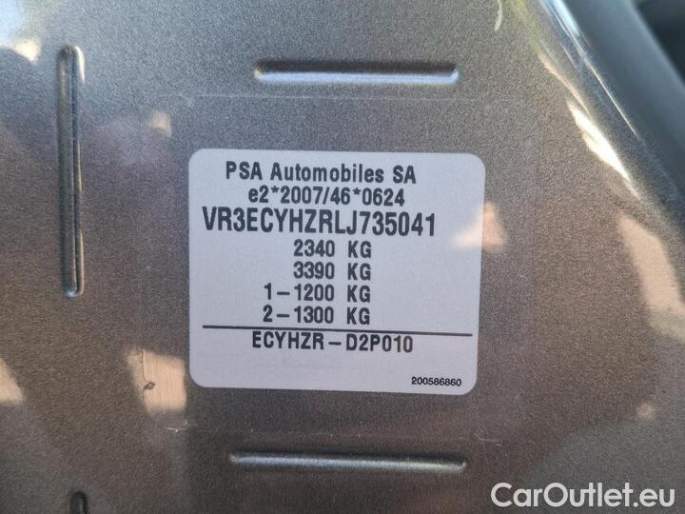 PSA Automobiles SA
e2*2007/46*0624
VR3ECYHZRLJ735041
2340 KG
3390 KG
1-1200 KG
2-1300 KG
ECYHZR-D2P010
200586860
CarOutlet.eu